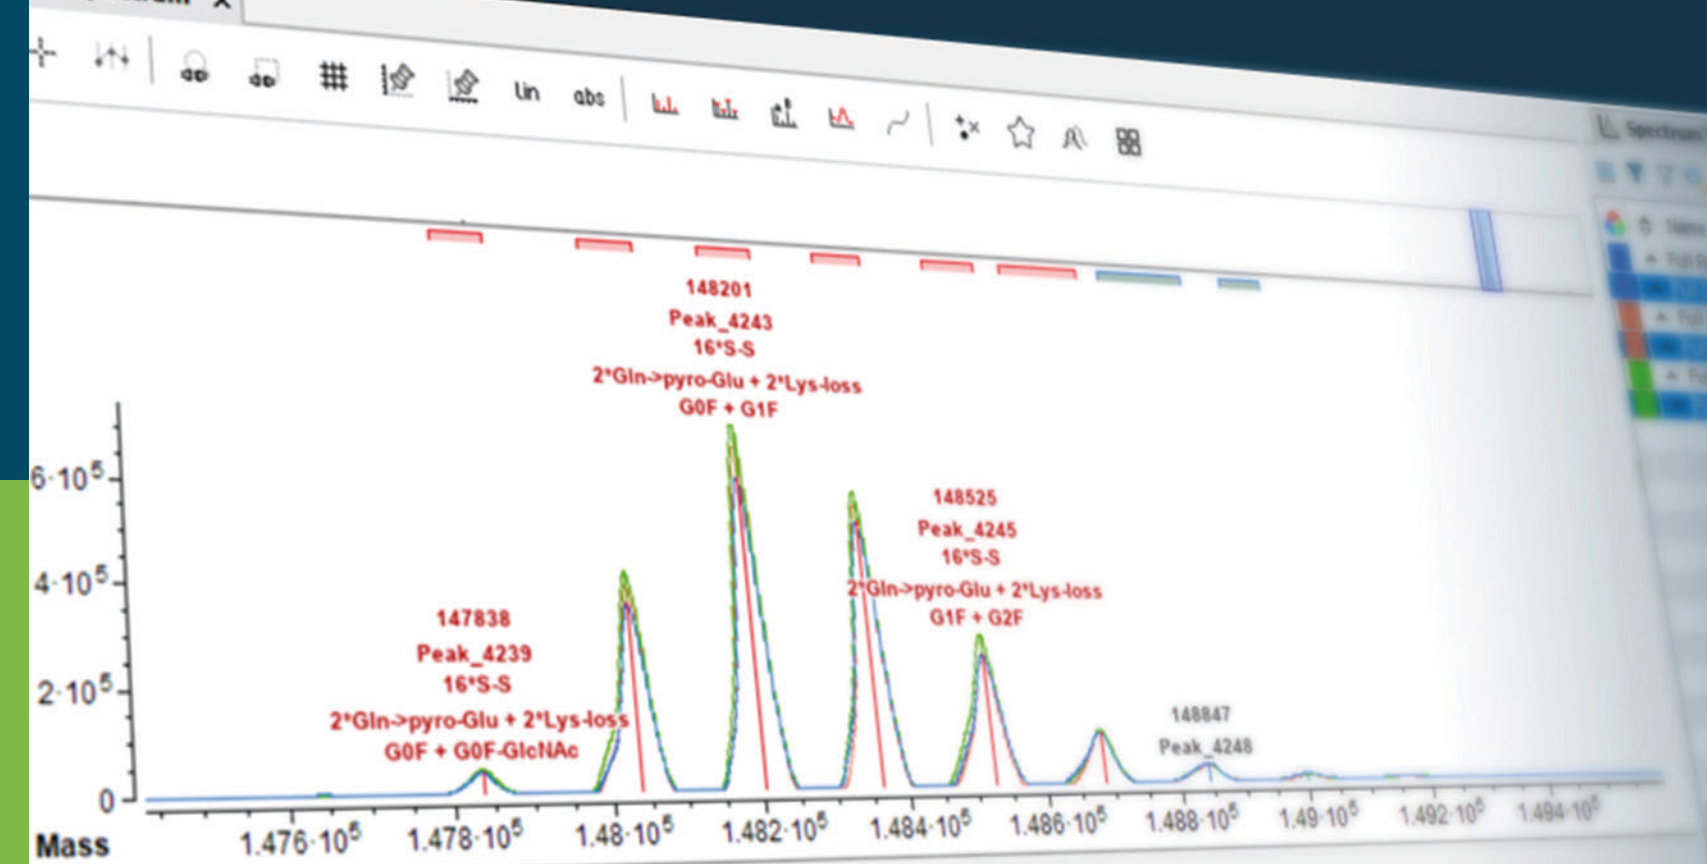 lin abs
Spectrum
148201
Peak_4243
16*S-S
2*Gln->pyro-Glu + 2*Lys-loss
G0F + G1F
6·10⁵
148525
Peak_4245
16*S-S
2*Gln->pyro-Glu + 2*Lys-loss
G1F + G2F
4·10⁵
147838
Peak_4239
16*S-S
2*Gln->pyro-Glu + 2*Lys-loss
G0F + G0F-GlcNAc
2·10⁵
148847
Peak_4248
0
Mass
1.476·10⁵ 1.478·10⁵ 1.48·10⁵ 1.482·10⁵ 1.484·10⁵ 1.486·10⁵ 1.488·10⁵ 1.49·10⁵ 1.492·10⁵ 1.494·10⁵